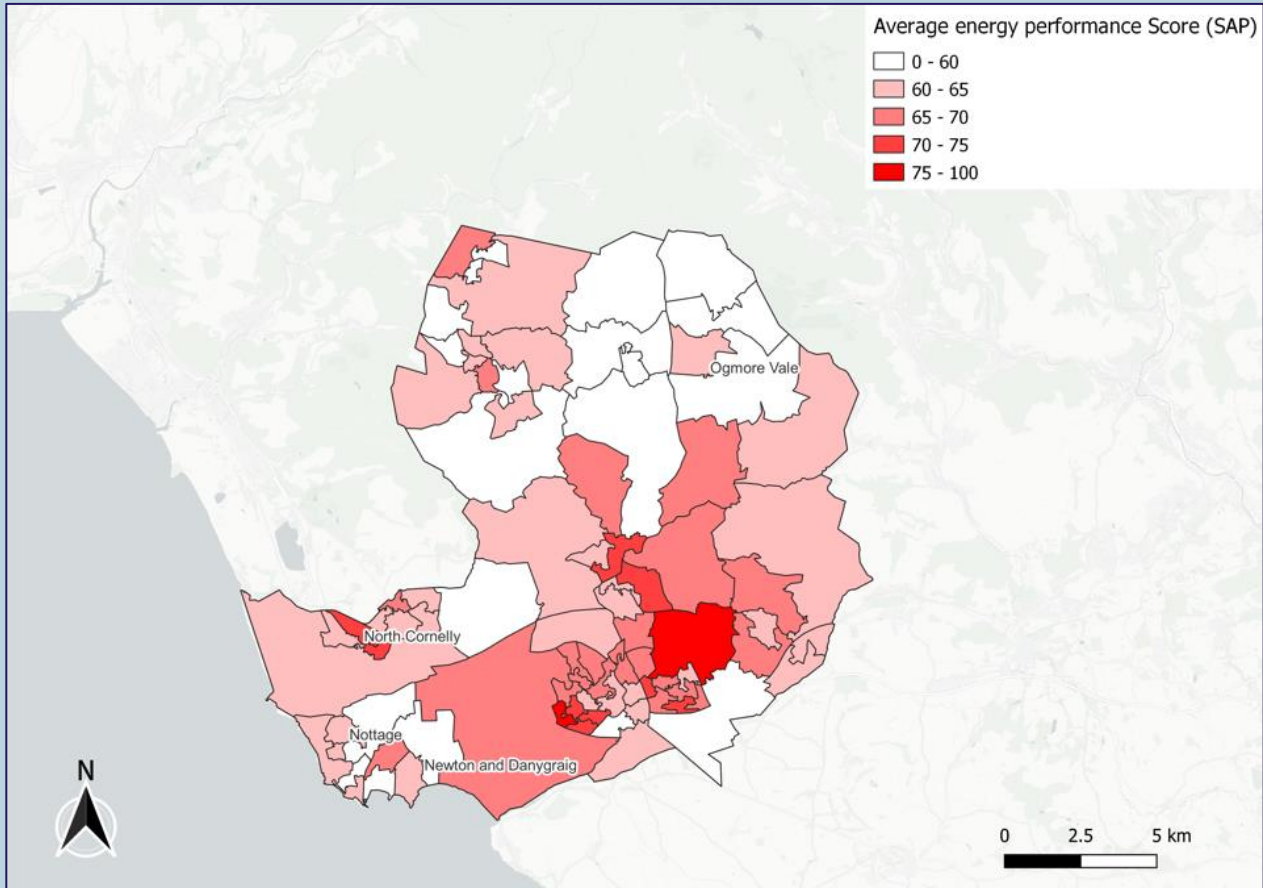 Average energy performance Score (SAP)
0 - 60
60 - 65
65 - 70
70 - 75
75 - 100
Ogmore Vale
North Cornelly
Nottage
Newton and Danygraig
N
0 2.5 5 km